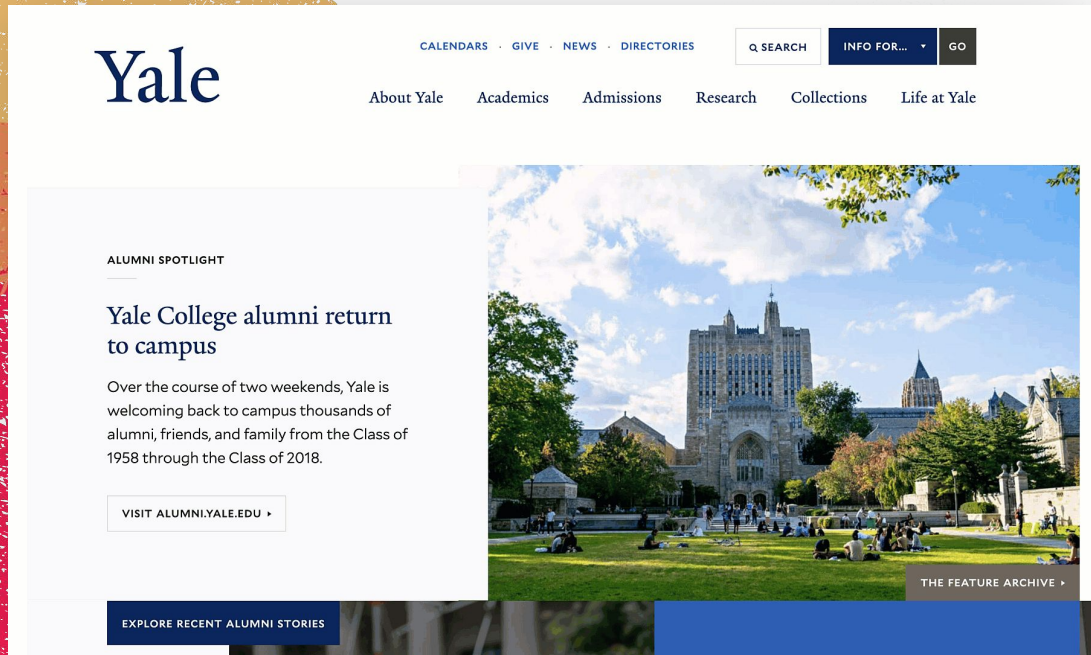 Yale
CALENDARS · GIVE · NEWS · DIRECTORIES
SEARCH
INFO FOR...
GO
About Yale
Academics
Admissions
Research
Collections
Life at Yale
ALUMNI SPOTLIGHT
Yale College alumni return
to campus
Over the course of two weekends, Yale is
welcoming back to campus thousands of
alumni, friends, and family from the Class of
1958 through the Class of 2018.
VISIT ALUMNI.YALE.EDU
THE FEATURE ARCHIVE
EXPLORE RECENT ALUMNI STORIES